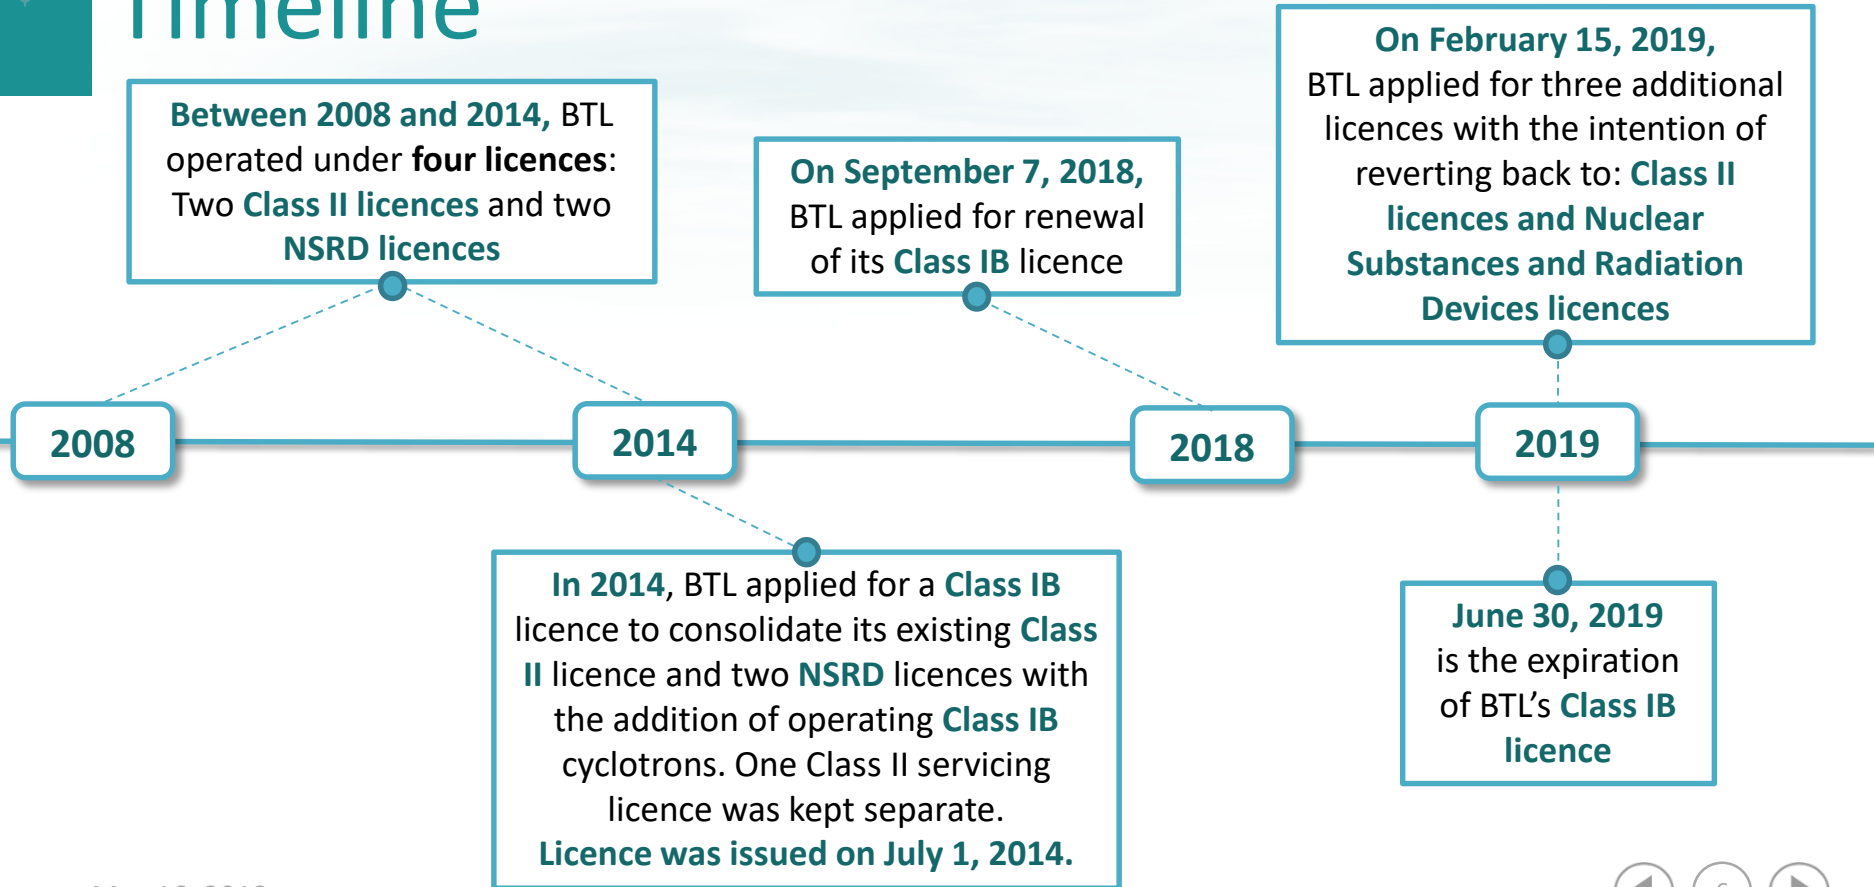 Timeline
Between 2008 and 2014, BTL
operated under four licences:
Two Class II licences and two
NSRD licences
On September 7, 2018,
BTL applied for renewal
of its Class IB licence
On February 15, 2019,
BTL applied for three additional
licences with the intention of
reverting back to: Class II
licences and Nuclear
Substances and Radiation
Devices licences
2008
2014
2018
2019
In 2014, BTL applied for a Class IB
licence to consolidate its existing Class
II licence and two NSRD licences with
the addition of operating Class IB
cyclotrons. One Class II servicing
licence was kept separate.
Licence was issued on July 1, 2014.
June 30, 2019
is the expiration
of BTL’s Class IB
licence